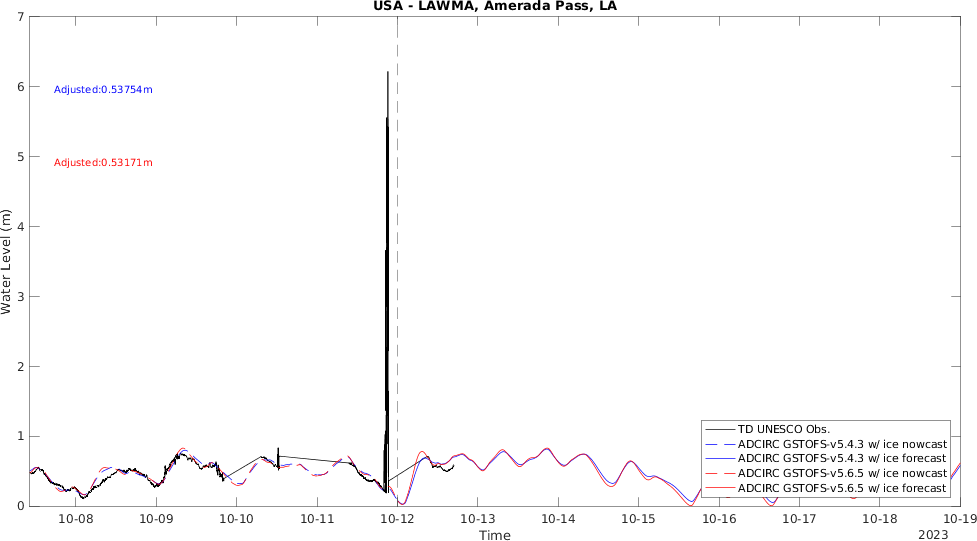 USA - LAWMA, Amerada Pass, LA
7
6
5
4
3
2
1
0
Water Level (m)
Adjusted:0.53754m
Adjusted:0.53171m
TD UNESCO Obs.
ADCIRC GSTOFS-v5.4.3 w/ ice nowcast
ADCIRC GSTOFS-v5.4.3 w/ ice forecast
ADCIRC GSTOFS-v5.6.5 w/ ice nowcast
ADCIRC GSTOFS-v5.6.5 w/ ice forecast
10-08 10-09 10-10 10-11 10-12 10-13 10-14 10-15 10-16 10-17 10-18 10-19
Time
2023